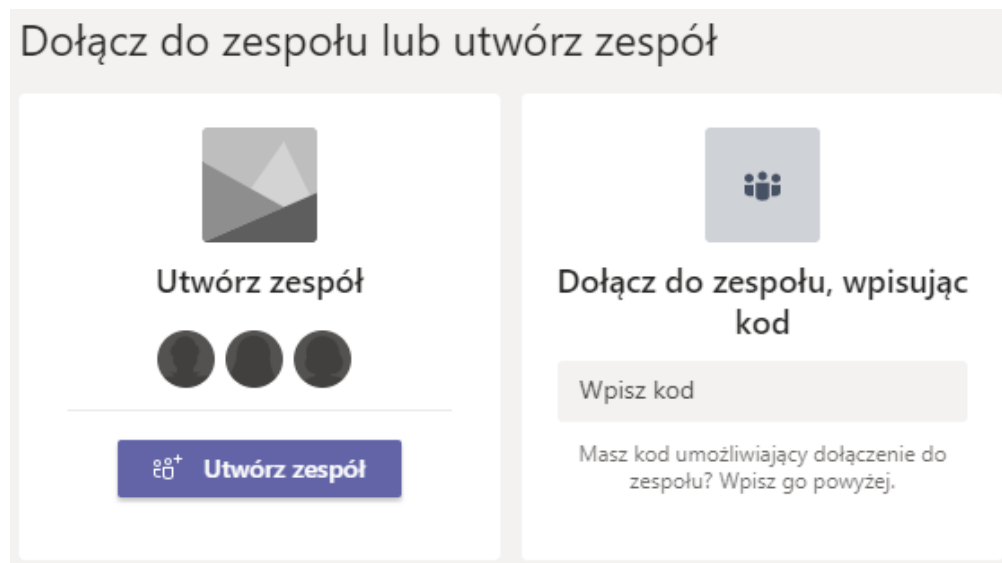 Dołącz do zespołu lub utwórz zespół
Utwórz zespół
Utwórz zespół
Dołącz do zespołu, wpisując
kod
Wpisz kod
Masz kod umożliwiający dołączenie do
zespołu? Wpisz go powyżej.